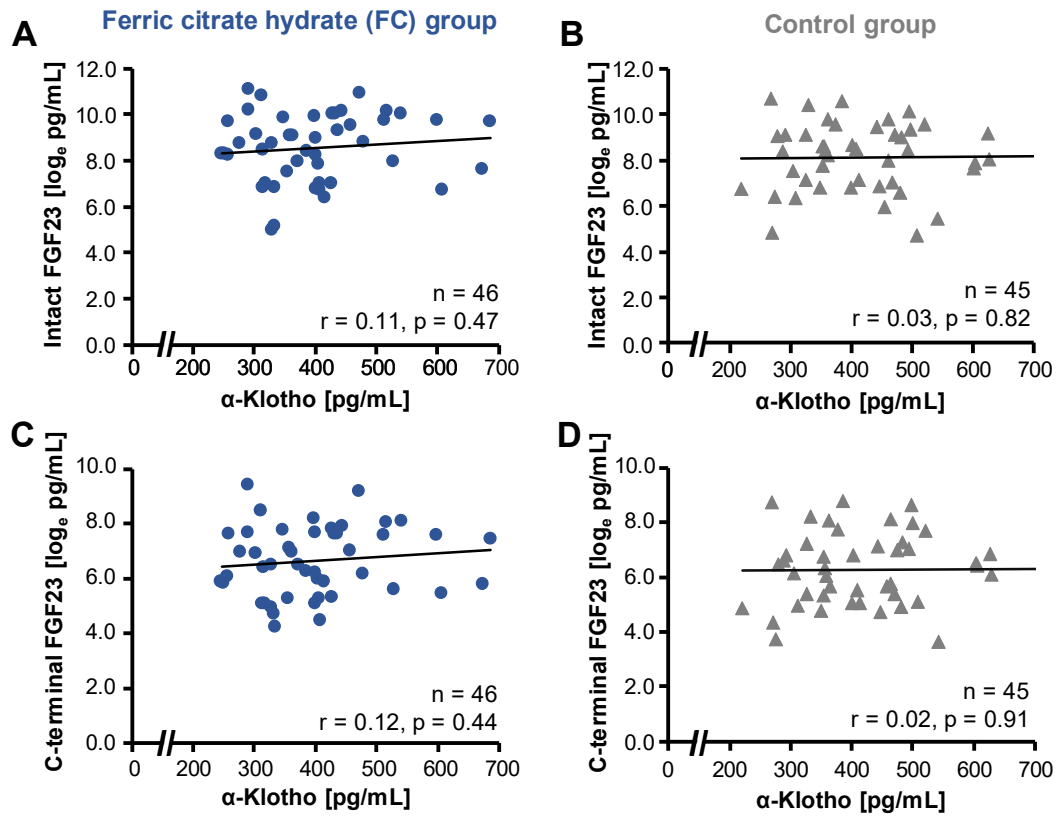 Ferric citrate hydrate (FC) group
Control group
A
Intact FGF23 [logₑ pg/mL]
12.0
10.0
8.0
6.0
4.0
2.0
0.0
n = 46
r = 0.11, p = 0.47
0 200 300 400 500 600 700
α-Klotho [pg/mL]
B
Intact FGF23 [logₑ pg/mL]
12.0
10.0
8.0
6.0
4.0
2.0
0.0
n = 45
r = 0.03, p = 0.82
0 200 300 400 500 600 700
α-Klotho [pg/mL]
C
C-terminal FGF23 [logₑ pg/mL]
10.0
8.0
6.0
4.0
2.0
0.0
n = 46
r = 0.12, p = 0.44
0 200 300 400 500 600 700
α-Klotho [pg/mL]
D
C-terminal FGF23 [logₑ pg/mL]
10.0
8.0
6.0
4.0
2.0
0.0
n = 45
r = 0.02, p = 0.91
0 200 300 400 500 600 700
α-Klotho [pg/mL]